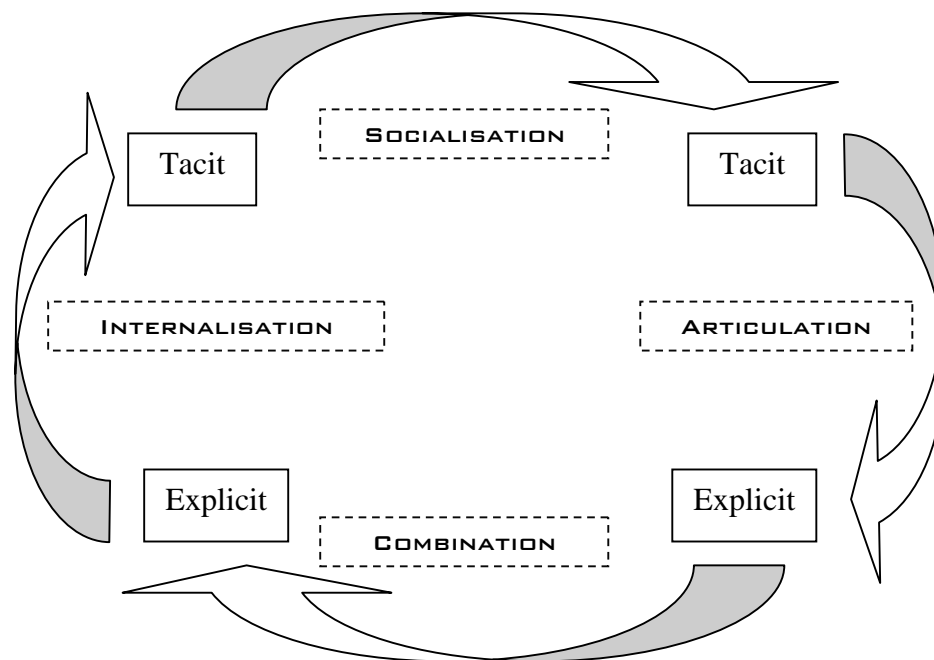 SOCIALISATION
Tacit
Tacit
INTERNALISATION
ARTICULATION
Explicit
Explicit
COMBINATION